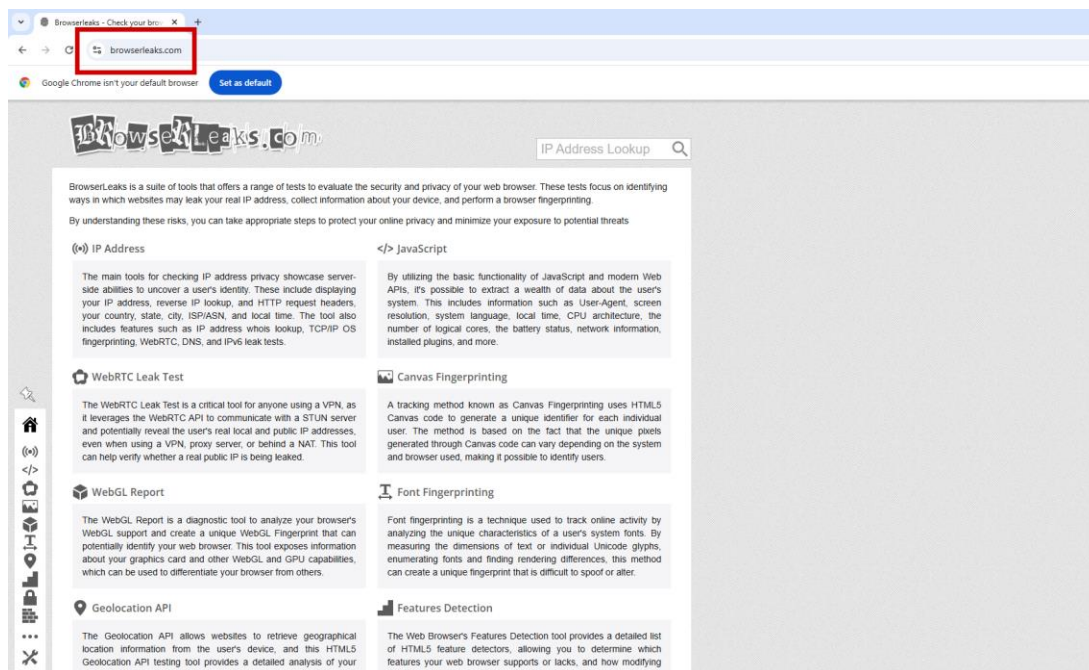 Browserleaks - Check your bro
browserleaks.com
Google Chrome isn't your default browser
Set as default
BROWSERLEAKS.COM
IP Address Lookup
BrowserLeaks is a suite of tools that offers a range of tests to evaluate the security and privacy of your web browser. These tests focus on identifying
ways in which websites may leak your real IP address, collect information about your device, and perform a browser fingerprinting.
By understanding these risks, you can take appropriate steps to protect your online privacy and minimize your exposure to potential threats
IP Address
The main tools for checking IP address privacy showcase server-
side abilities to uncover a user's identity. These include displaying
your IP address, reverse IP lookup, and HTTP request headers,
your country, state, city, ISP/ASN, and local time. The tool also
includes features such as IP address whois lookup, TCP/IP OS
fingerprinting, WebRTC, DNS, and IPv6 leak tests.
</> JavaScript
By utilizing the basic functionality of JavaScript and modern Web
APIs, it's possible to extract a wealth of data about the user's
system. This includes information such as User-Agent, screen
resolution, system language, local time, CPU architecture, the
number of logical cores, the battery status, network information,
installed plugins, and more.
WebRTC Leak Test
The WebRTC Leak Test is a critical tool for anyone using a VPN, as
it leverages the WebRTC API to communicate with a STUN server
and potentially reveal the user's real local and public IP addresses,
even when using a VPN, proxy server, or behind a NAT. This tool
can help verify whether a real public IP is being leaked.
Canvas Fingerprinting
A tracking method known as Canvas Fingerprinting uses HTML5
Canvas code to generate a unique identifier for each individual
user. The method is based on the fact that the unique pixels
generated through Canvas code can vary depending on the system
and browser used, making it possible to identify users.
WebGL Report
The WebGL Report is a diagnostic tool to analyze your browser's
WebGL support and create a unique WebGL Fingerprint that can
potentially identify your web browser. This tool exposes information
about your graphics card and other WebGL and GPU capabilities,
which can be used to differentiate your browser from others.
Font Fingerprinting
Font fingerprinting is a technique used to track online activity by
analyzing the unique characteristics of a user's system fonts. By
measuring the dimensions of text or individual Unicode glyphs,
enumerating fonts and finding rendering differences, this method
can create a unique fingerprint that is difficult to spoof or alter.
Geolocation API
The Geolocation API allows websites to retrieve geographical
location information from the user's device, and this HTML5
Geolocation API testing tool provides a detailed analysis of your
Features Detection
The Web Browser's Features Detection tool provides a detailed list
of HTML5 feature detectors, allowing you to determine which
features your web browser supports or lacks, and how modifying